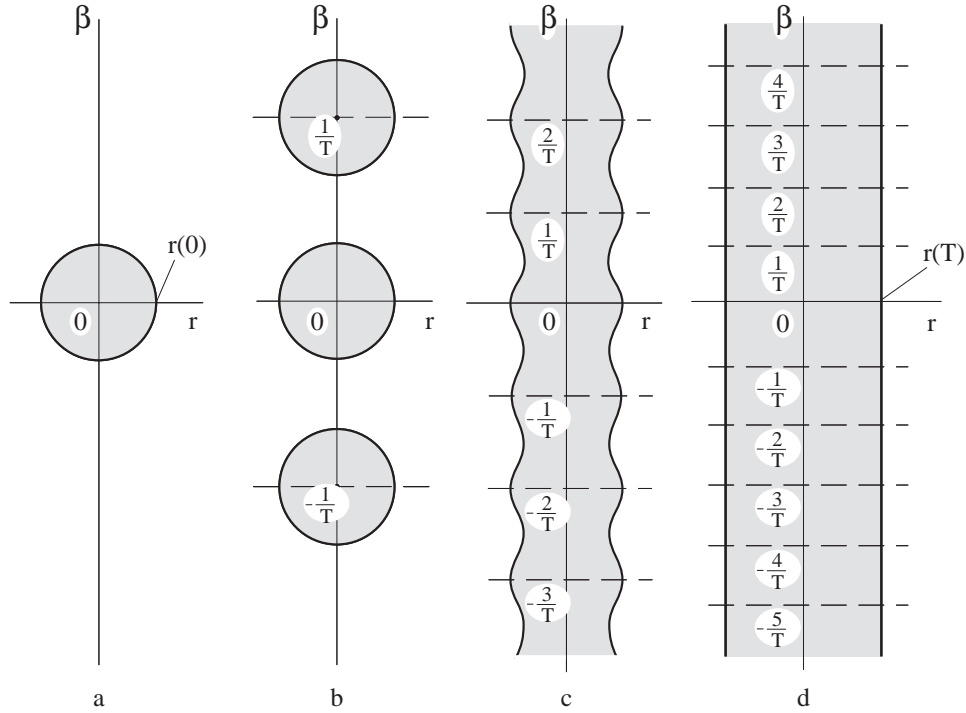 β
r(0)
0
r
a
β
1/T
0
r
-1/T
b
β
2/T
1/T
0
r
-1/T
-2/T
-3/T
c
β
4/T
3/T
2/T
1/T
r(T)
0
r
-1/T
-2/T
-3/T
-4/T
-5/T
d